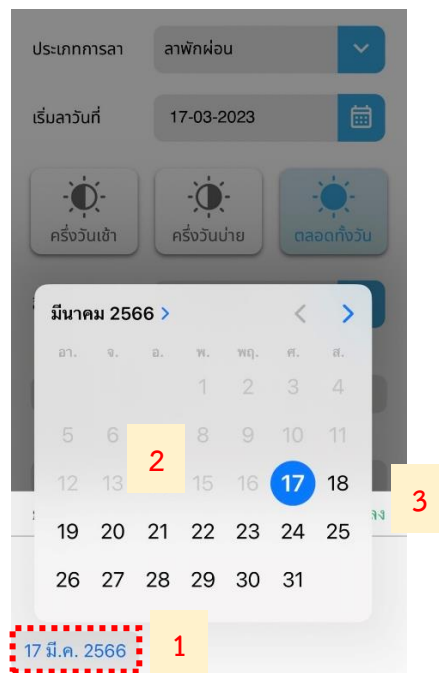 ประเภทการลา ลาพักผ่อน
เริ่มลาวันที่ 17-03-2023
ครึ่งวันเช้า ครึ่งวันบ่าย ตลอดทั้งวัน
มีนาคม 2566
อา. จ. อ. พ. พฤ. ศ. ส.
1 2 3 4
5 6 8 9 10 11
2
12 13 15 16 17 18
3
19 20 21 22 23 24 25
26 27 28 29 30 31
17 มี.ค. 2566 1